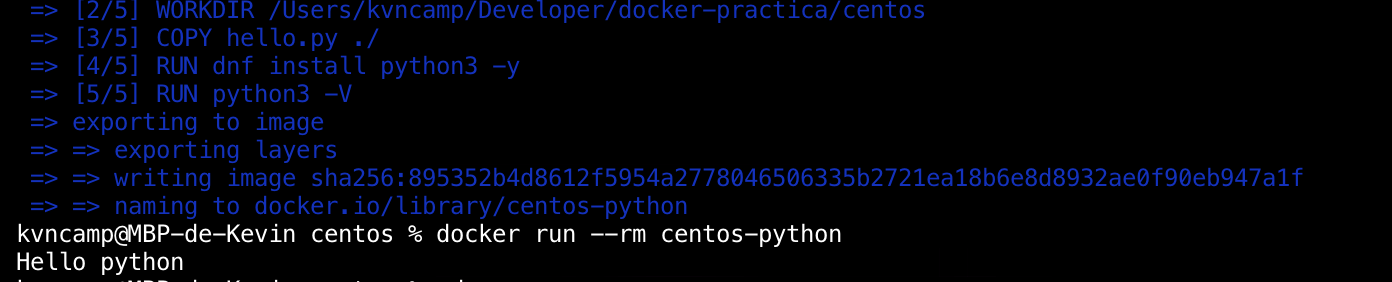 => [2/5] WORKDIR /Users/kvncamp/Developer/docker-practica/centos
=> [3/5] COPY hello.py ./
=> [4/5] RUN dnf install python3 -y
=> [5/5] RUN python3 -V
=> exporting to image
=> => exporting layers
=> => writing image sha256:895352b4d8612f5954a2778046506335b2721ea18b6e8d8932ae0f90eb947a1f
=> => naming to docker.io/library/centos-python
kvncamp@MBP-de-Kevin centos % docker run --rm centos-python
Hello python